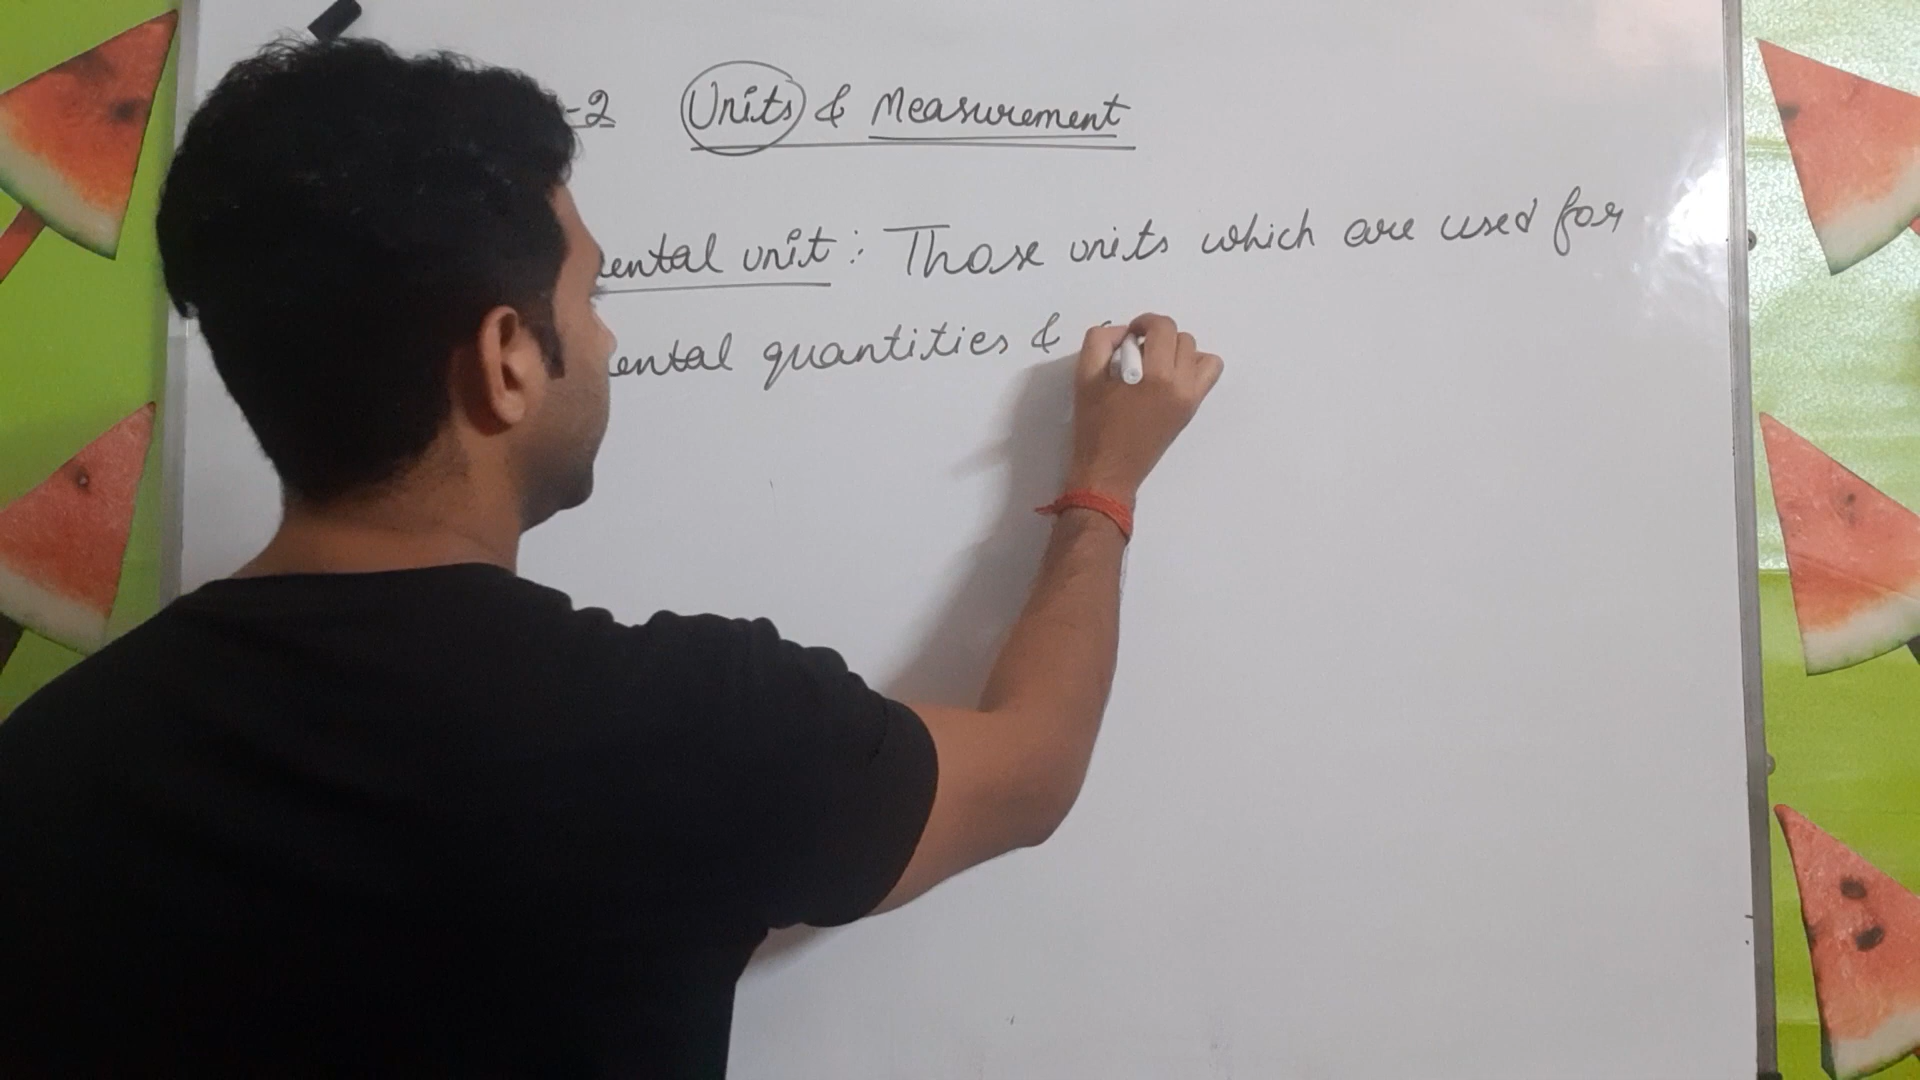 -2 Units & Measurement
ental unit : Those units which are used for
ental quantities &